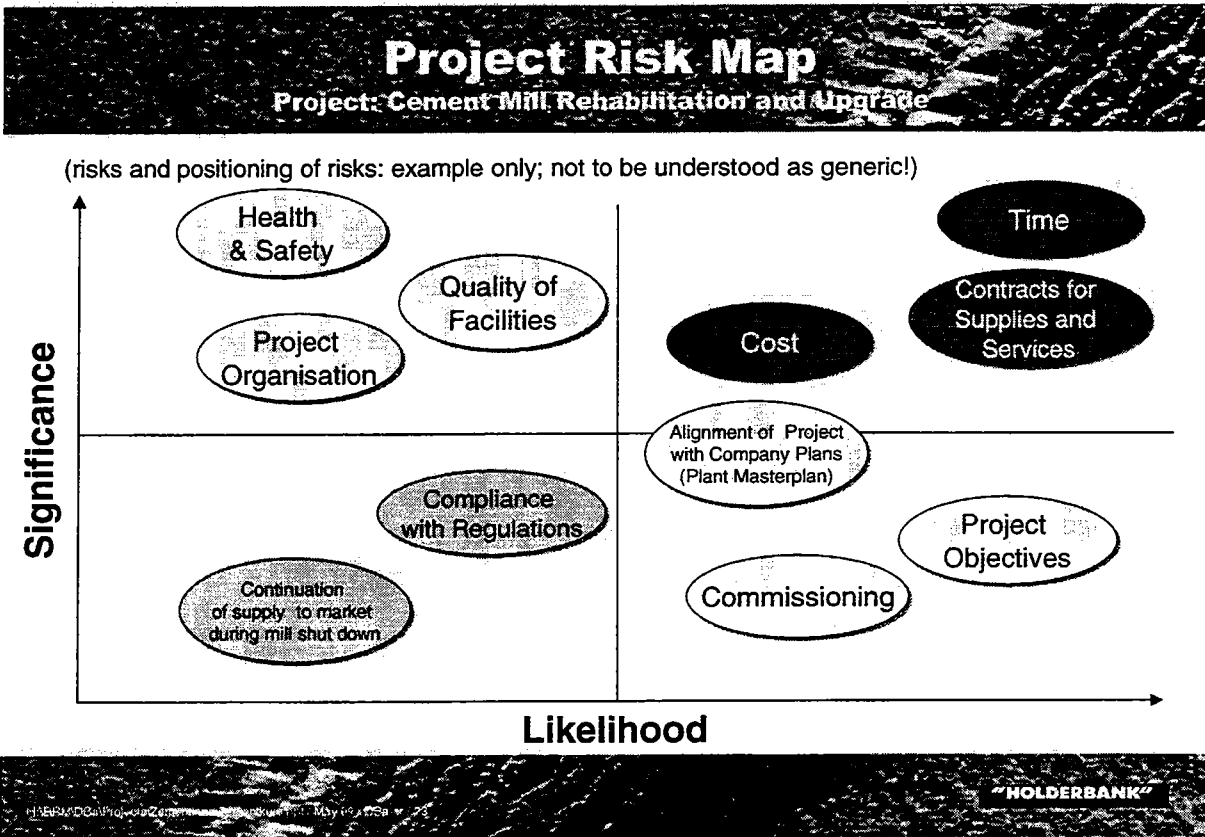 Project Risk Map
Project: Cement Mill Rehabilitation and Upgrade
(risks and positioning of risks: example only; not to be understood as generic!)
Significance
Health
& Safety
Quality of
Facilities
Project
Organisation
Time
Contracts for
Supplies and
Services
Cost
Alignment of Project
with Company Plans
(Plant Masterplan)
Compliance
with Regulations
Project
Objectives
Continuation
of supply to market
during mill shut down
Commissioning
Likelihood
"HOLDERBANK"